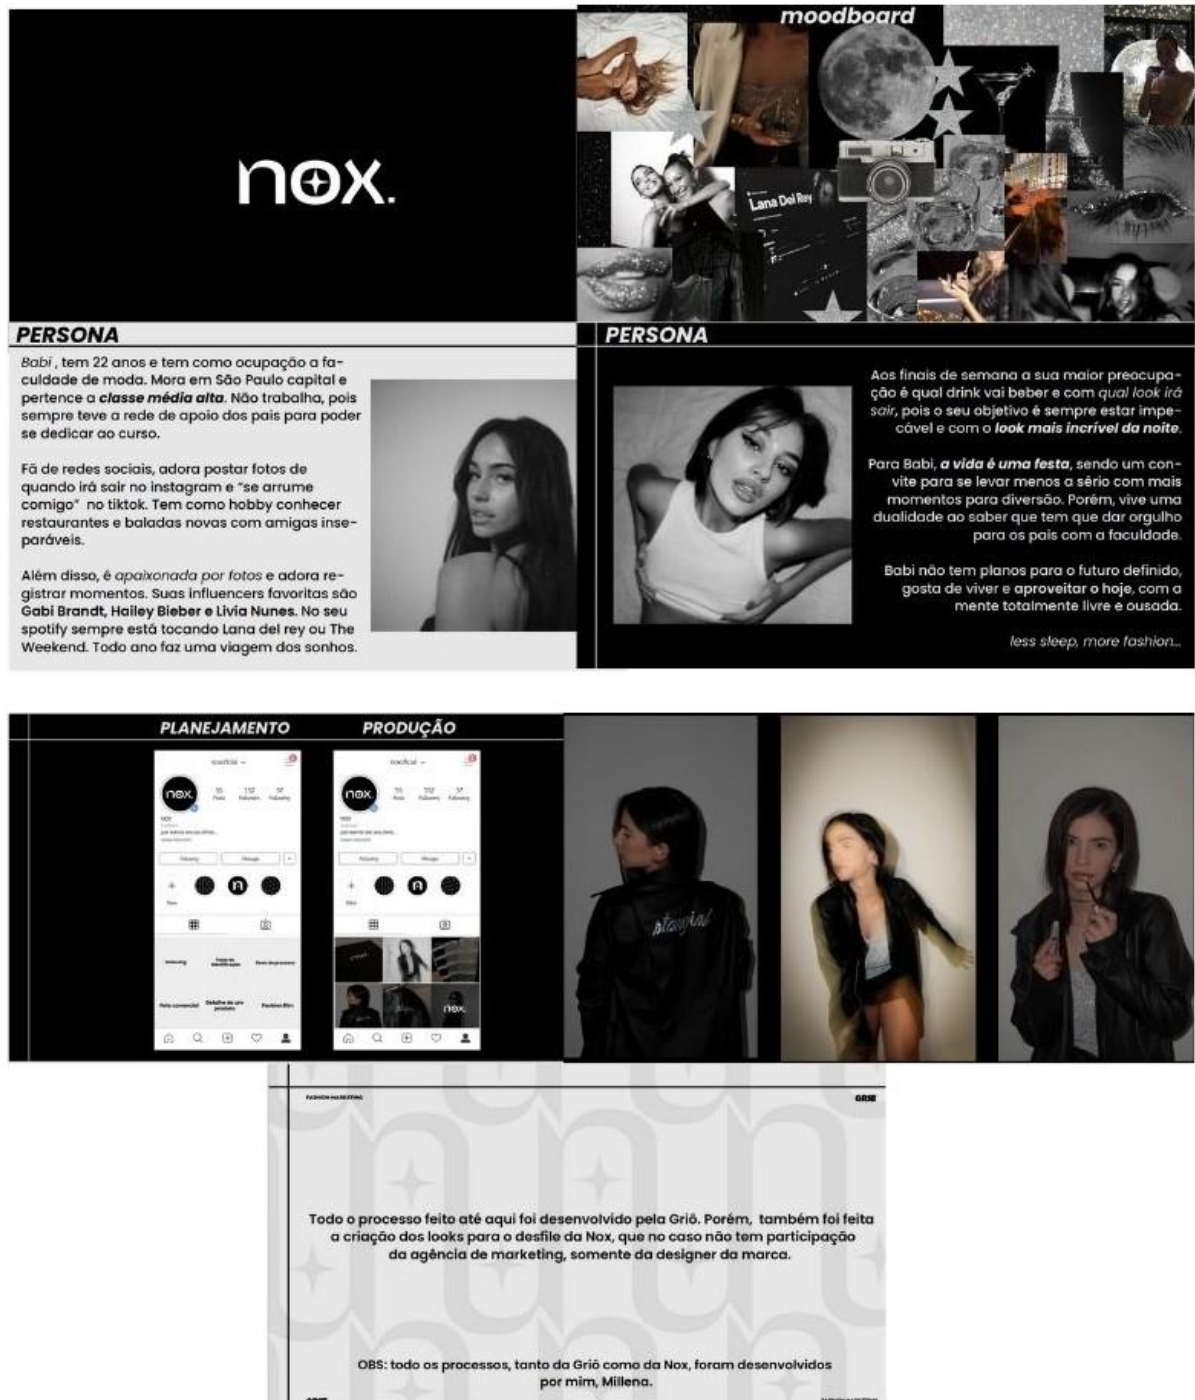 nox.
moodboard
Lana Del Rey
PERSONA
Babi , tem 22 anos e tem como ocupação a fa-
culdade de moda. Mora em São Paulo capital e
pertence a classe média alta. Não trabalha, pois
sempre teve a rede de apoio dos pais para poder
se dedicar ao curso.
Fã de redes sociais, adora postar fotos de
quando irá sair no instagram e “se arrume
comigo” no tiktok. Tem como hobby conhecer
restaurantes e baladas novas com amigas inse-
paráveis.
Além disso, é apaixonada por fotos e adora re-
gistrar momentos. Suas influencers favoritas são
Gabi Brandt, Hailey Bieber e Livia Nunes. No seu
spotify sempre está tocando Lana del rey ou The
Weekend. Todo ano faz uma viagem dos sonhos.
PERSONA
Aos finais de semana a sua maior preocupa-
ção é qual drink vai beber e com qual look irá
sair, pois o seu objetivo é sempre estar impe-
cável e com o look mais incrível da noite.
Para Babi, a vida é uma festa, sendo um con-
vite para se levar menos a sério com mais
momentos para diversão. Porém, vive uma
dualidade ao saber que tem que dar orgulho
para os pais com a faculdade.
Babi não tem planos para o futuro definido,
gosta de viver e aproveitar o hoje, com a
mente totalmente livre e ousada.
less sleep, more fashion...
PLANEJAMENTO
nox.
Following Message
n
Detalhe de um
produto
Fashion film
PRODUÇÃO
nox.
Following Message
n
nox.
stargirl
FASHION MARKETING
Todo o processo feito até aqui foi desenvolvido pela Griô. Porém, também foi feita
a criação dos looks para o desfile da Nox, que no caso não tem participação
da agência de marketing, somente da designer da marca.
OBS: todo os processos, tanto da Griô como da Nox, foram desenvolvidos
por mim, Millena.